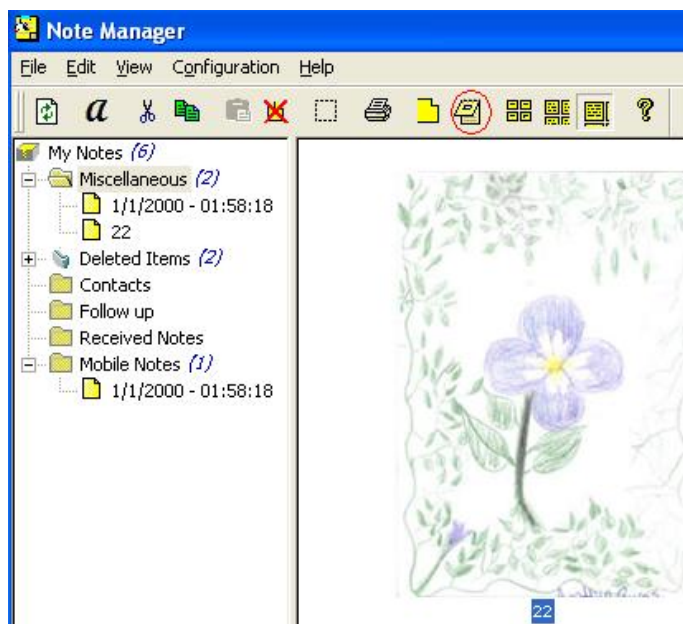 Note Manager
File Edit View Configuration Help
a ?
My Notes (6)
Miscellaneous (2)
1/1/2000 - 01:58:18
22
Deleted Items (2)
Contacts
Follow up
Received Notes
Mobile Notes (1)
1/1/2000 - 01:58:18
22